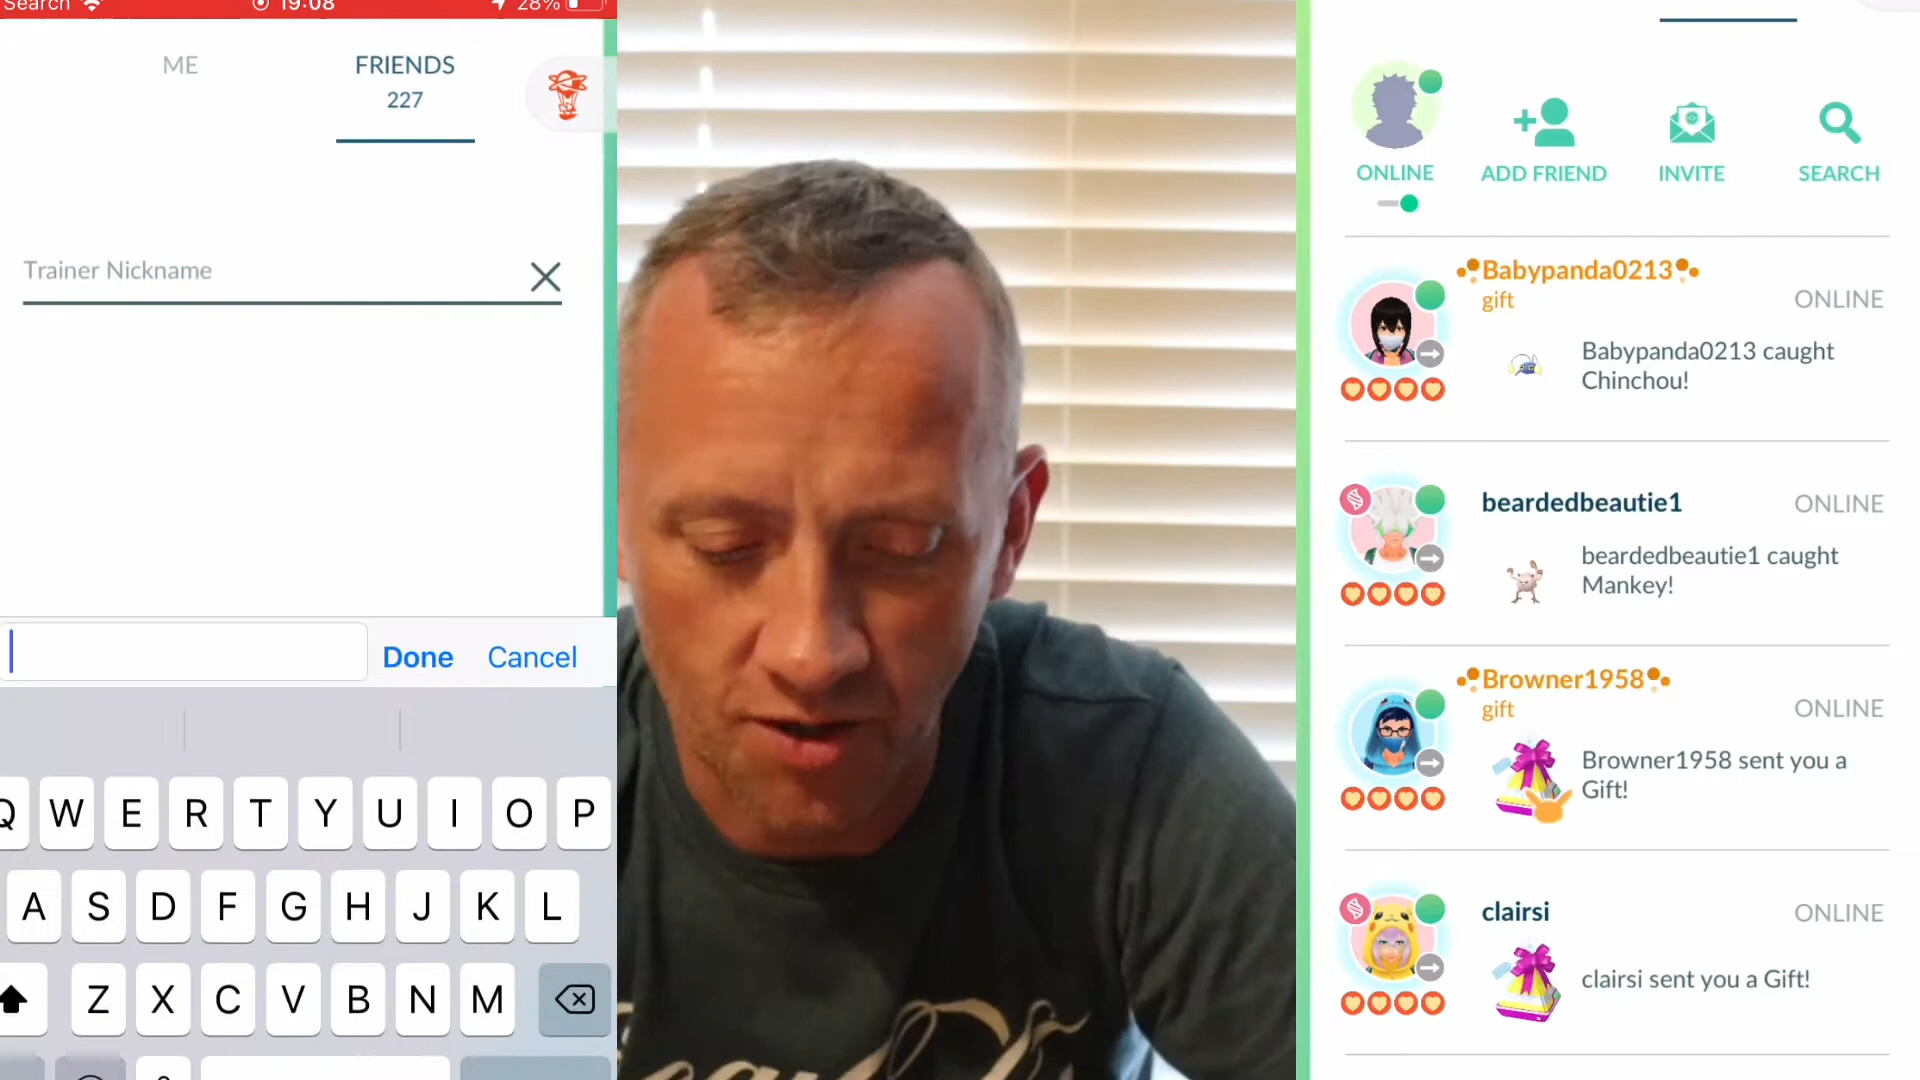 Search 19:08 28%
ME
FRIENDS
227
Trainer Nickname
Done Cancel
Q W E R T Y U I O P
A S D F G H J K L
Z X C V B N M
ONLINE
ADD FRIEND
INVITE
SEARCH
Babypanda0213
gift
ONLINE
Babypanda0213 caught
Chinchou!
beardedbeautie1
ONLINE
beardedbeautie1 caught
Mankey!
Browner1958
gift
ONLINE
Browner1958 sent you a
Gift!
clairsi
ONLINE
clairsi sent you a Gift!